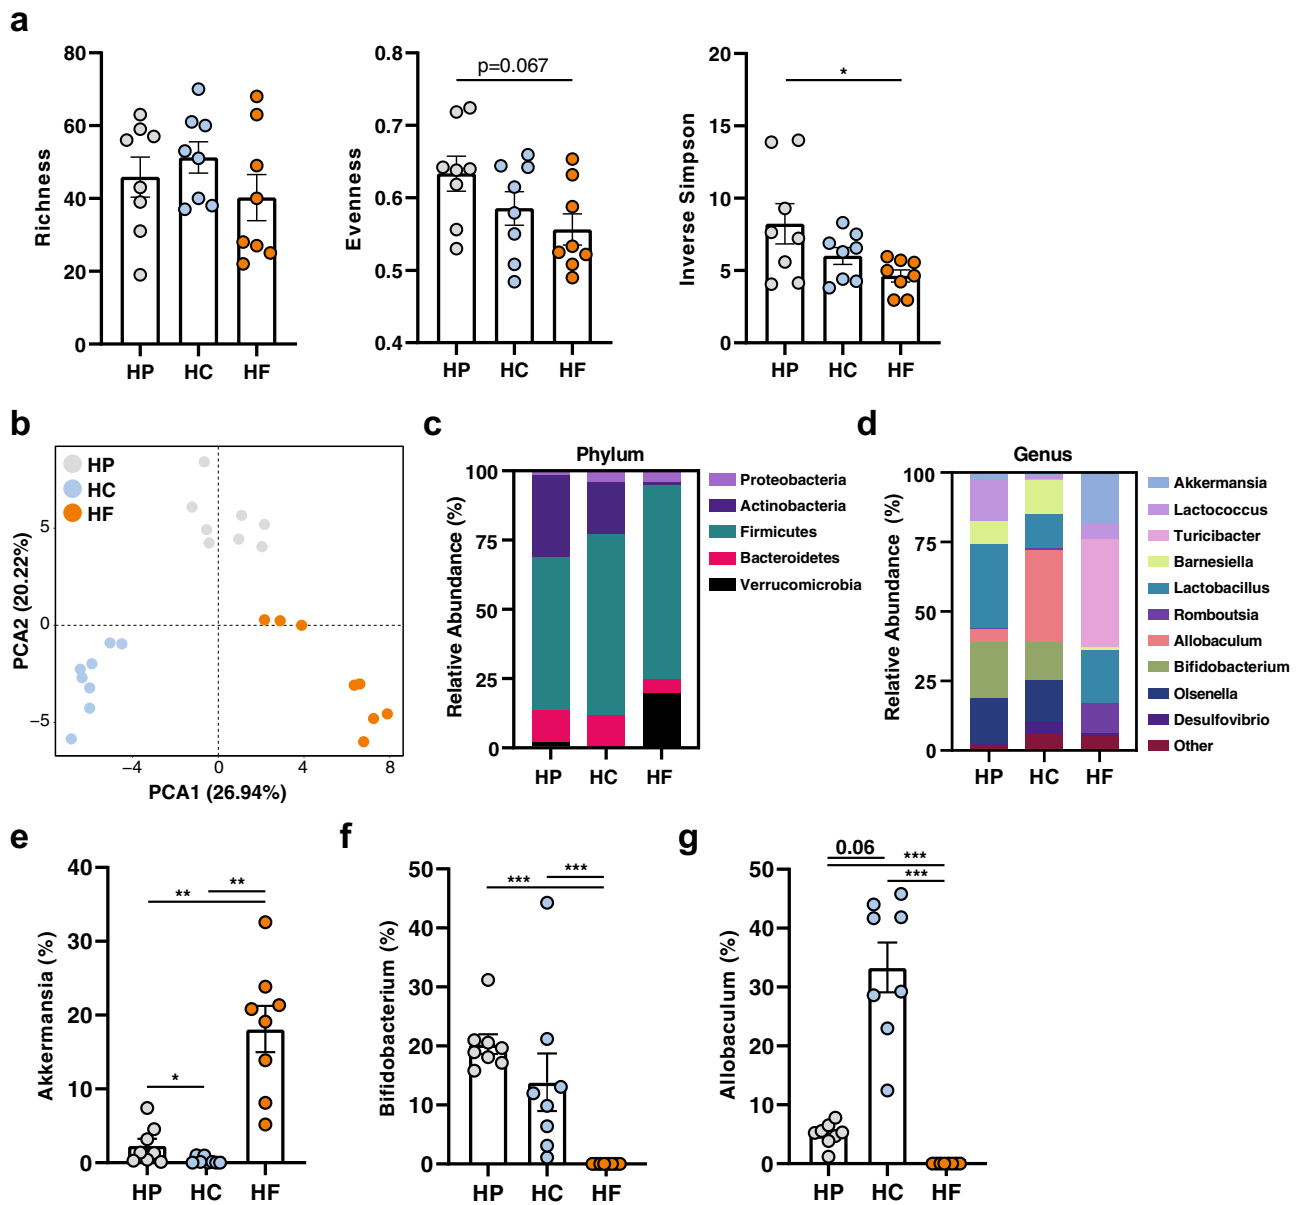 a
80
60
40
20
0
Richness
HP HC HF
0.8
0.7
0.6
0.5
0.4
Evenness
p=0.067
HP HC HF
20
15
10
5
0
Inverse Simpson
*
HP HC HF
b
HP
HC
HF
5
0
−5
PCA2 (20.22%)
−4 0 4 8
PCA1 (26.94%)
c
Phylum
100
75
50
25
0
Relative Abundance (%)
HP HC HF
Proteobacteria
Actinobacteria
Firmicutes
Bacteroidetes
Verrucomicrobia
d
Genus
100
75
50
25
0
Relative Abundance (%)
HP HC HF
Akkermansia
Lactococcus
Turicibacter
Barnesiella
Lactobacillus
Romboutsia
Allobaculum
Bifidobacterium
Olsenella
Desulfovibrio
Other
e
40
30
20
10
0
Akkermansia (%)
**
**
*
HP HC HF
f
50
40
30
20
10
0
Bifidobacterium (%)
***
***
HP HC HF
g
50
40
30
20
10
0
Allobaculum (%)
0.06
***
***
HP HC HF